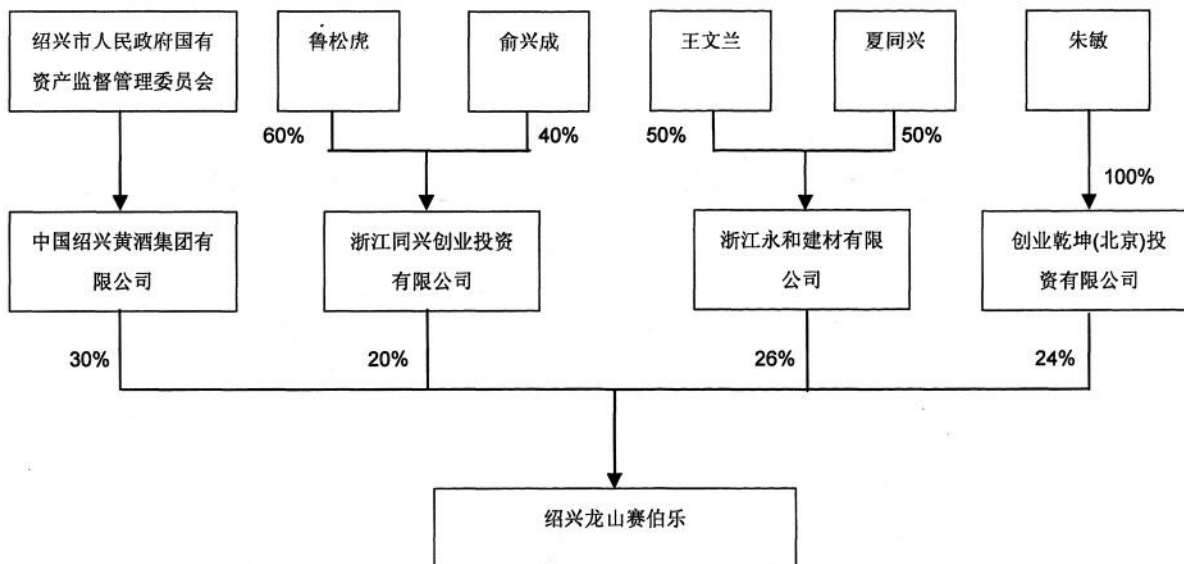 绍兴市人民政府国有
资产监督管理委员会
鲁松虎
俞兴成
王文兰
夏同兴
朱敏
60%
40%
50%
50%
100%
中国绍兴黄酒集团有
限公司
浙江同兴创业投资
有限公司
浙江永和建材有限
公司
创业乾坤(北京)投
资有限公司
30%
20%
26%
24%
绍兴龙山赛伯乐